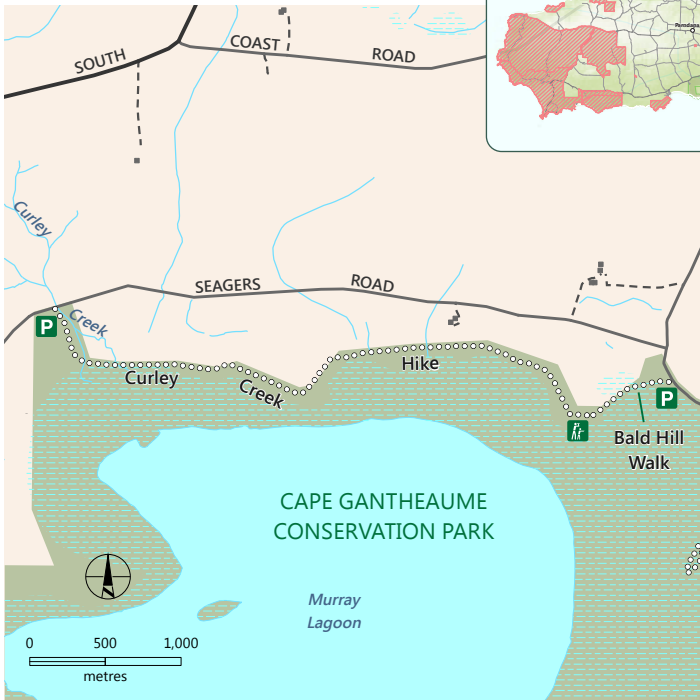 SOUTH COAST ROAD
Parndana
Curley
Creek
SEAGERS ROAD
P
Curley Creek Hike
P
Bald Hill
Walk
CAPE GANTHEAUME
CONSERVATION PARK
Murray
Lagoon
0 500 1,000
metres